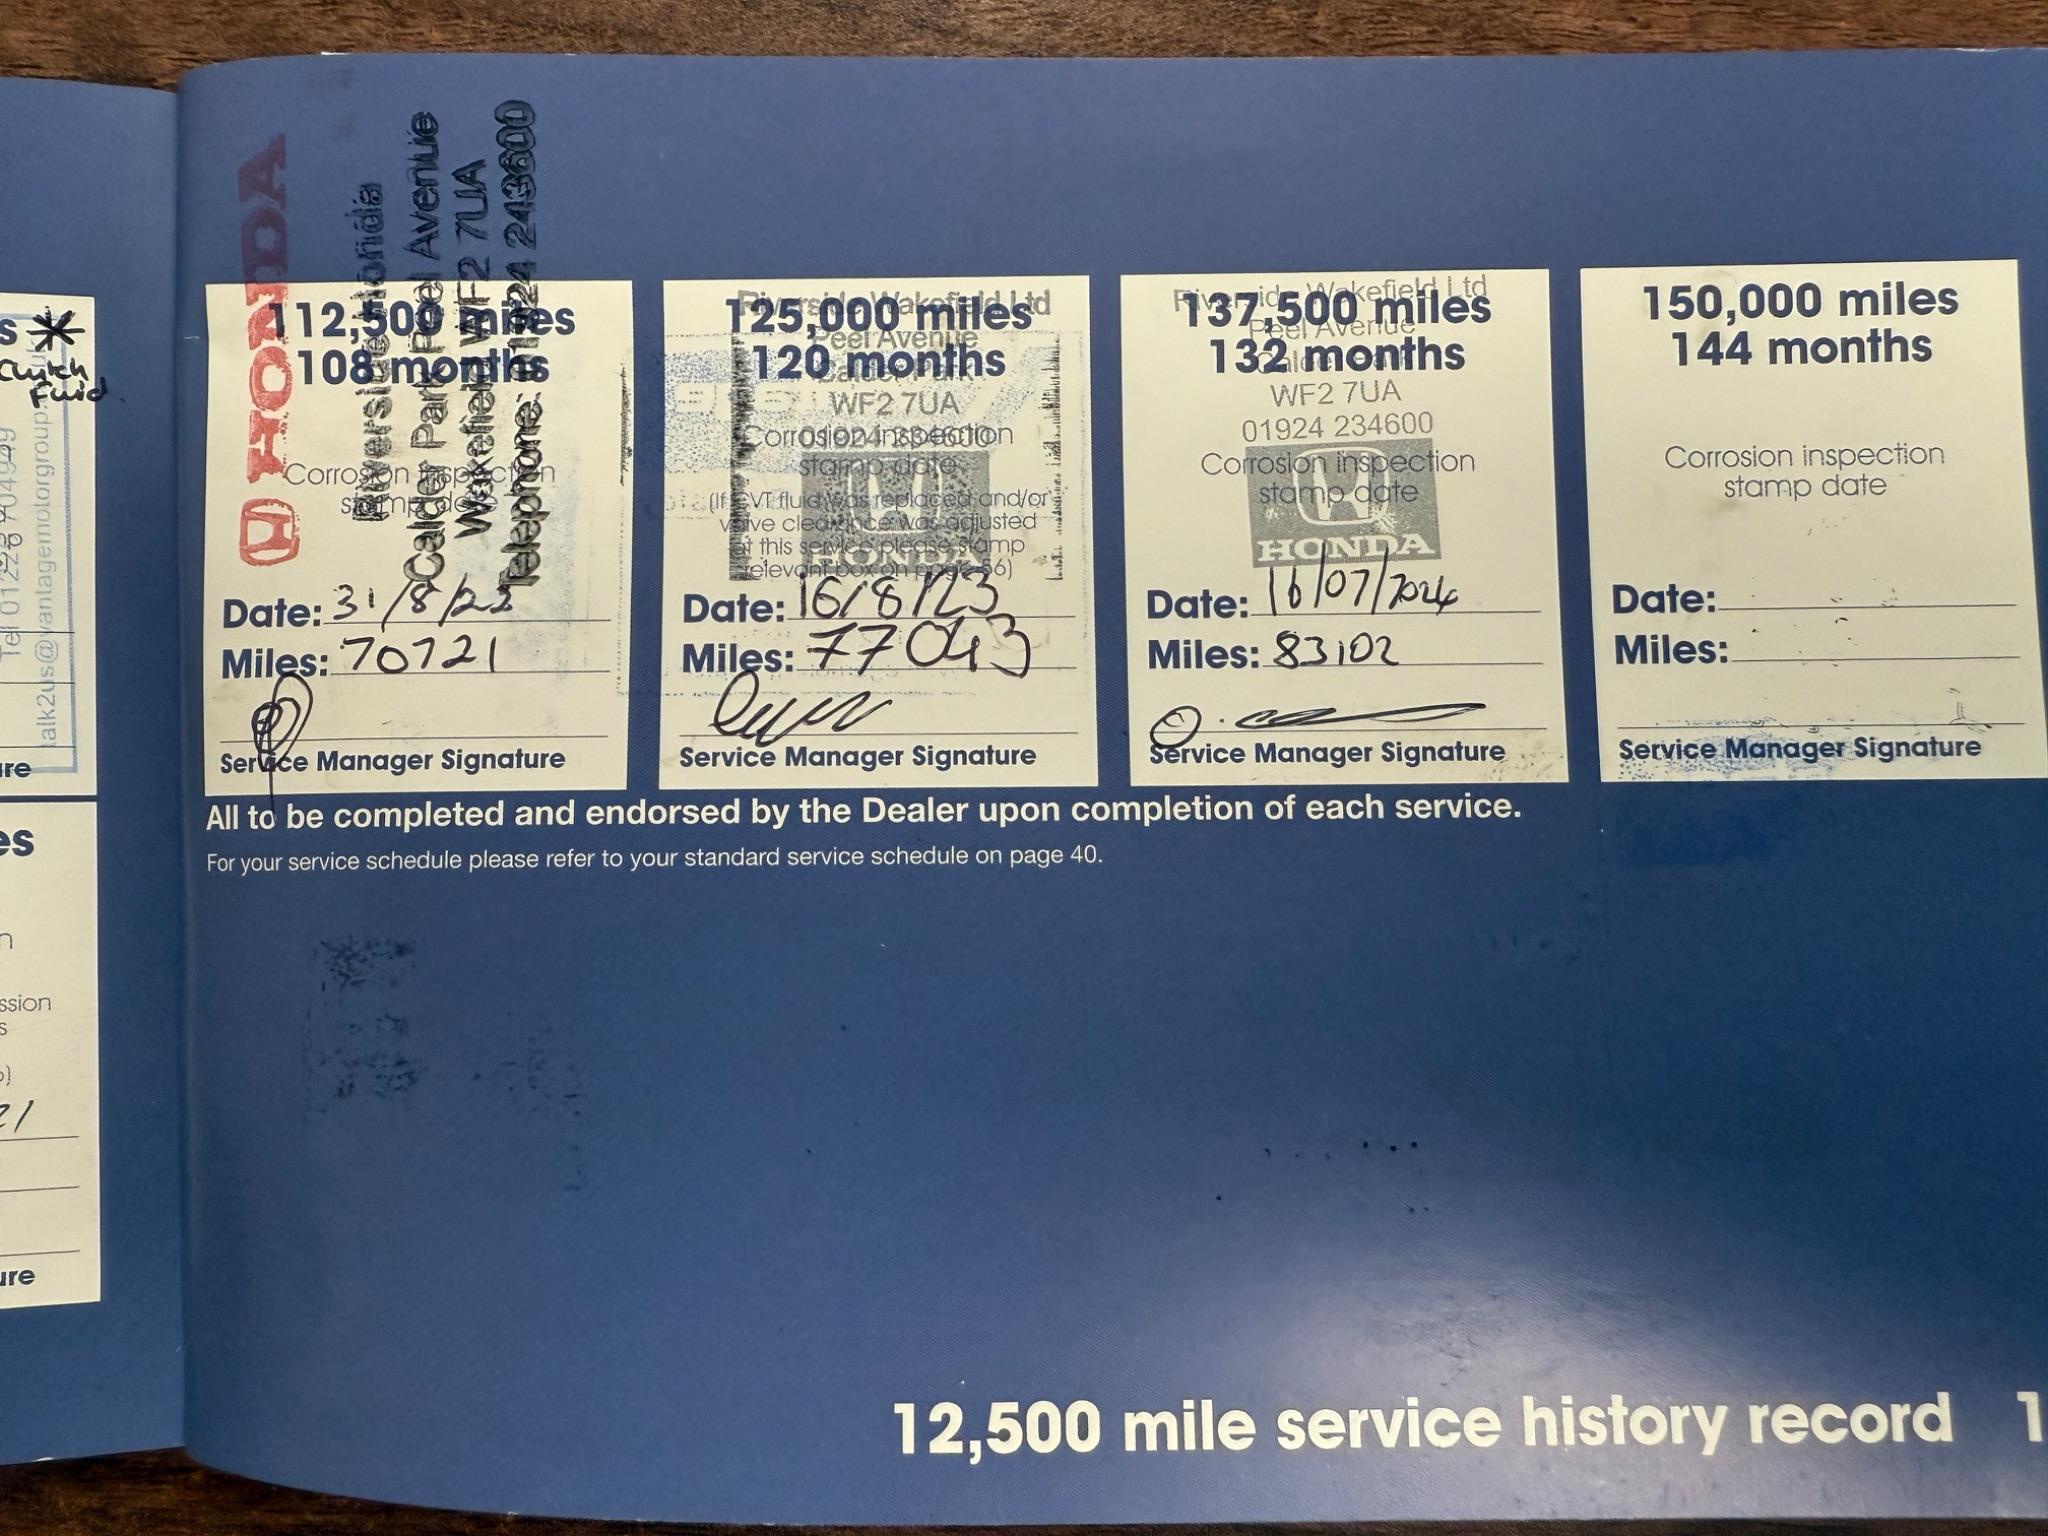 s *
Clutch
Fluid
Tel 01226 704949
talk2us@vantagemotorgroup.
ure
es
n
ssion
s
21
ure
HONDA
Riverside Honda
Calder Park Peel Avenue
Wakefield WF2 7UA
Telephone: 01924 243600
112,500 miles
108 months
Corrosion inspection
stamp date
Date: 31/8/22
Miles: 70721
Service Manager Signature
Riverside Wakefield Ltd
Peel Avenue
Calder Park
WF2 7UA
01924 234600
HONDA
125,000 miles
120 months
Corrosion inspection
stamp date
(If CVT fluid was replaced and/or
valve clearance was adjusted
at this service please stamp
relevant box on page 56)
Date: 16/8/23
Miles: 77043
Service Manager Signature
Riverside Wakefield Ltd
Peel Avenue
Calder Park
WF2 7UA
01924 234600
HONDA
137,500 miles
132 months
Corrosion inspection
stamp date
Date: 16/07/2024
Miles: 83102
Service Manager Signature
150,000 miles
144 months
Corrosion inspection
stamp date
Date:
Miles:
Service Manager Signature
All to be completed and endorsed by the Dealer upon completion of each service.
For your service schedule please refer to your standard service schedule on page 40.
12,500 mile service history record 1